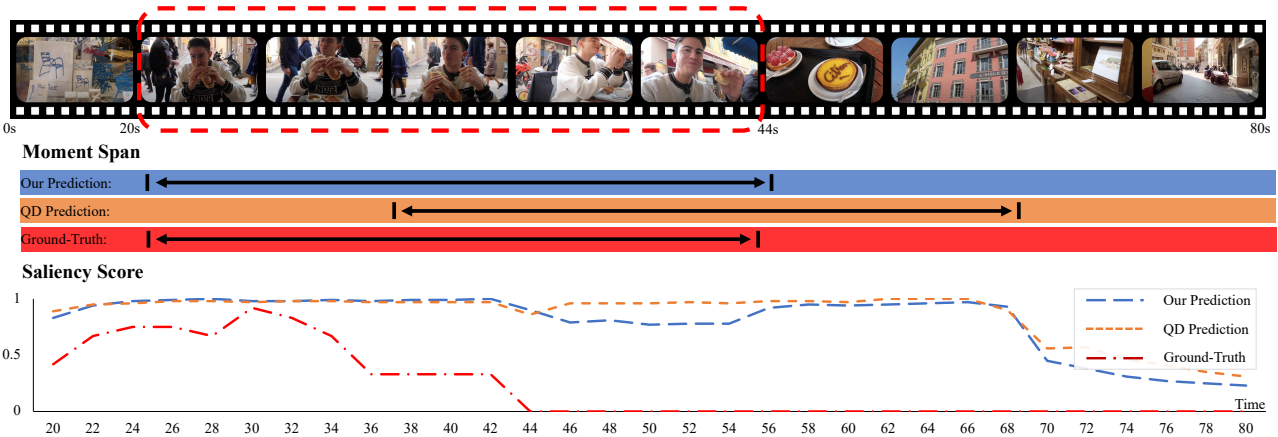 0s
20s
44s
80s
Moment Span
Our Prediction:
QD Prediction:
Ground-Truth:
Saliency Score
1
0.5
0
Our Prediction
QD Prediction
Ground-Truth
Time
20 22 24 26 28 30 32 34 36 38 40 42 44 46 48 50 52 54 56 58 60 62 64 66 68 70 72 74 76 78 80